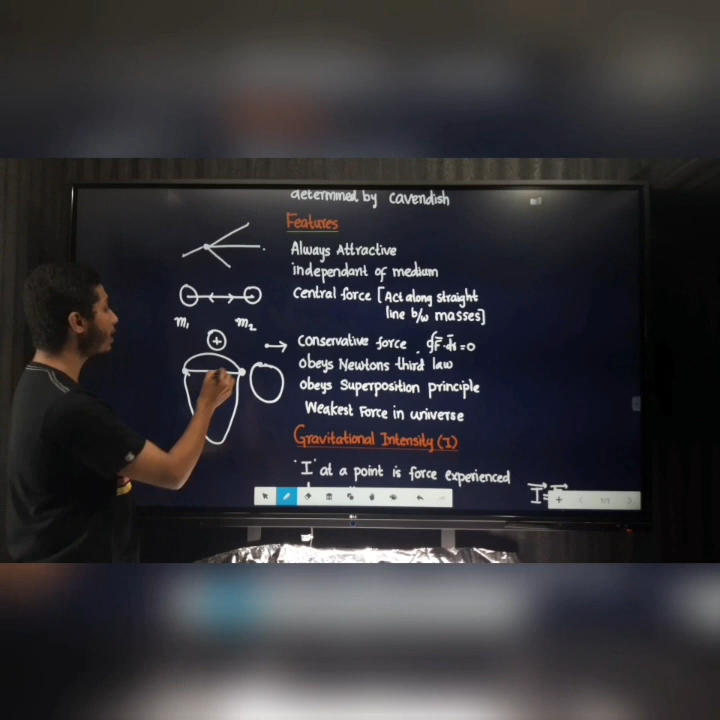 determined by cavendish
Features
Always Attractive
independant of medium
Central force [Act along straight
line b/w masses]
m₁ m₂
→ Conservative force . ∮F̄·d̄s=0
obeys Newtons third law
obeys Superposition principle
Weakest Force in universe
Gravitational Intensity (I)
'I' at a point is force experienced